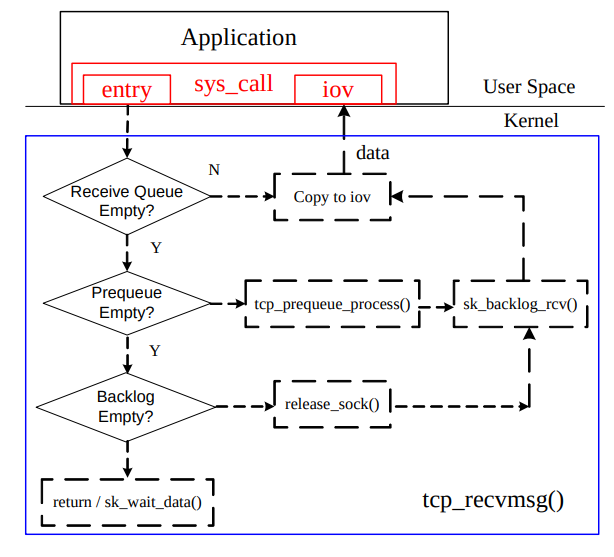 Application
entry
sys_call
iov
User Space
Kernel
data
N
Receive Queue
Empty?
Copy to iov
Y
Prequeue
Empty?
tcp_prequeue_process()
sk_backlog_rcv()
Y
Backlog
Empty?
release_sock()
return / sk_wait_data()
tcp_recvmsg()